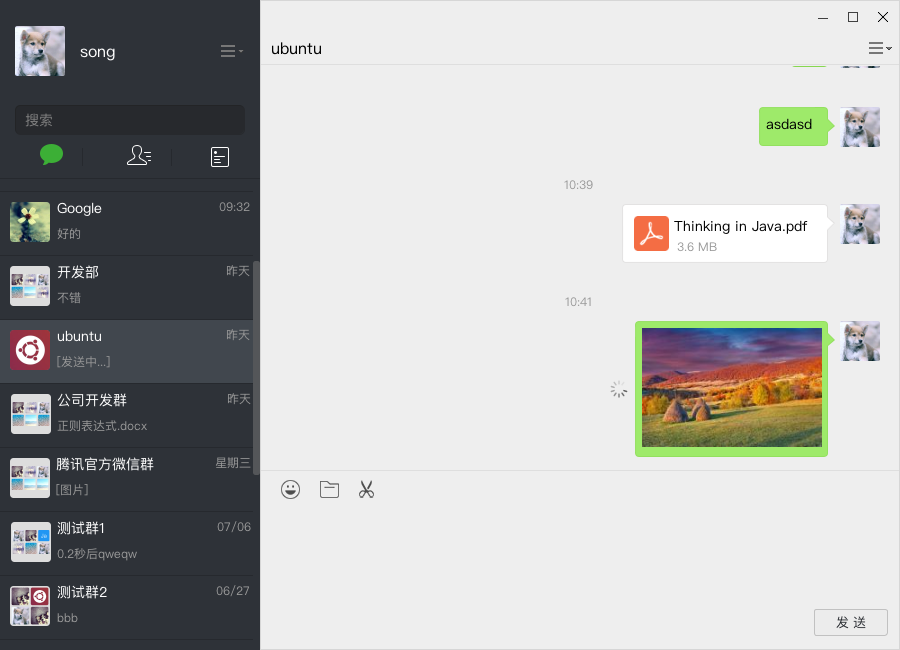 song
搜索
Google 09:32
好的
开发部 昨天
不错
ubuntu 昨天
[发送中...]
公司开发群 昨天
正则表达式.docx
腾讯官方微信群 星期三
[图片]
测试群1 07/06
0.2秒后qweqw
测试群2 06/27
bbb
ubuntu
asdasd
10:39
Thinking in Java.pdf
3.6 MB
10:41
发 送